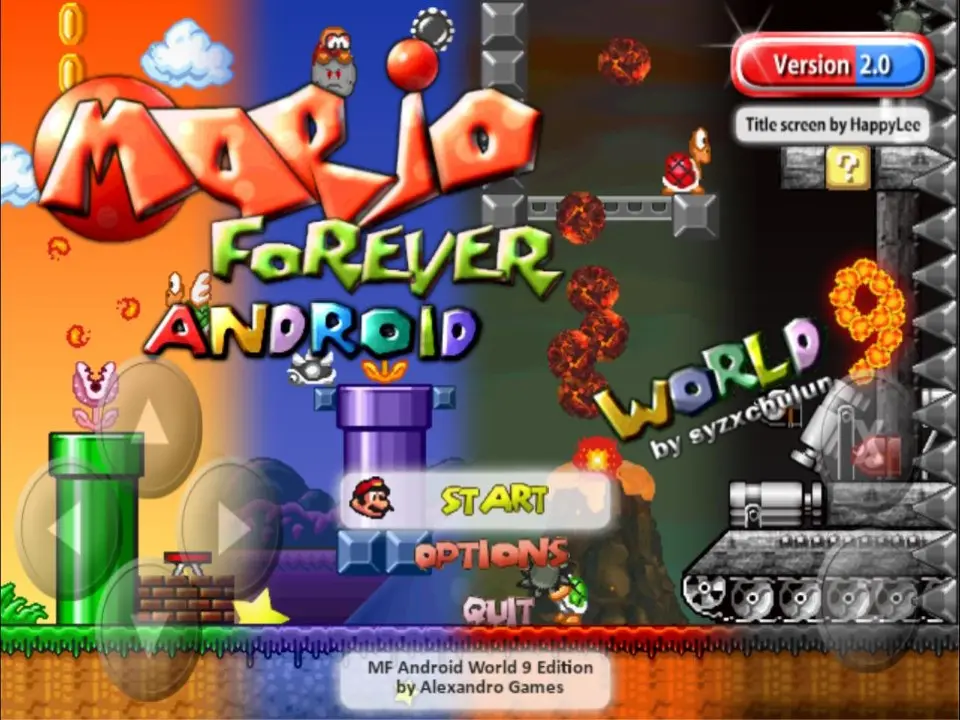 Version 2.0
Title screen by HappyLee
MARIO
FOREVER
ANDROID
?
WORLD 9
by syzxchulun
START
OPTIONS
QUIT
MF Android World 9 Edition
by Alexandro Games